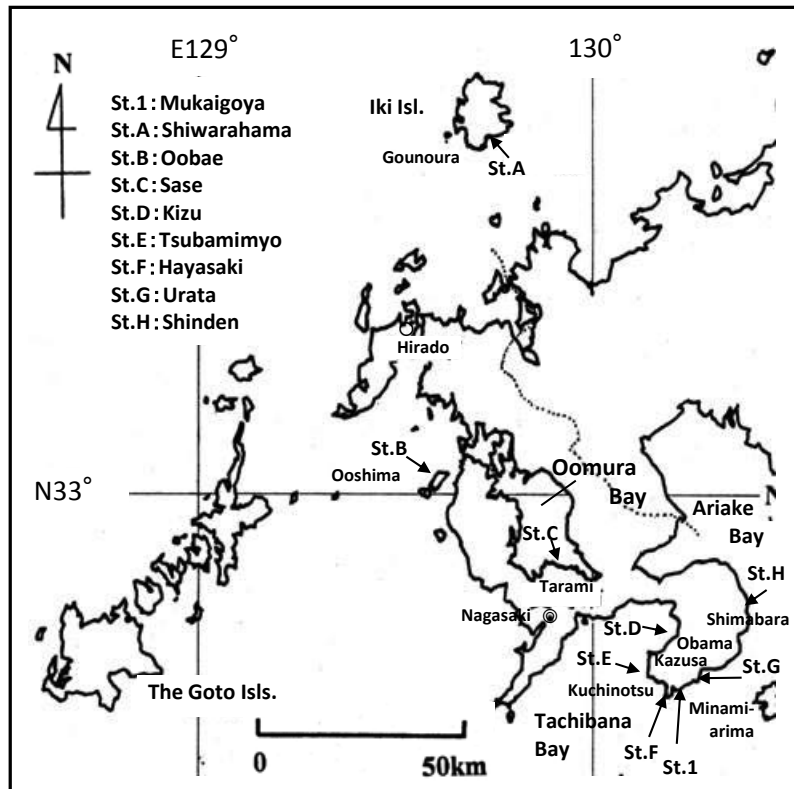 E129°
130°
N
St.1:Mukaigoya
St.A:Shiwarahama
St.B:Oobae
St.C:Sase
St.D:Kizu
St.E:Tsubamimyo
St.F:Hayasaki
St.G:Urata
St.H:Shinden
Iki Isl.
Gounoura
St.A
Hirado
St.B
Ooshima
Oomura
Bay
N33°
Ariake
Bay
St.C
Tarami
St.H
Nagasaki
Shimabara
St.D
Obama
St.E
Kazusa
St.G
The Goto Isls.
Kuchinotsu
Minami-
arima
Tachibana
Bay
St.F
St.1
0
50km